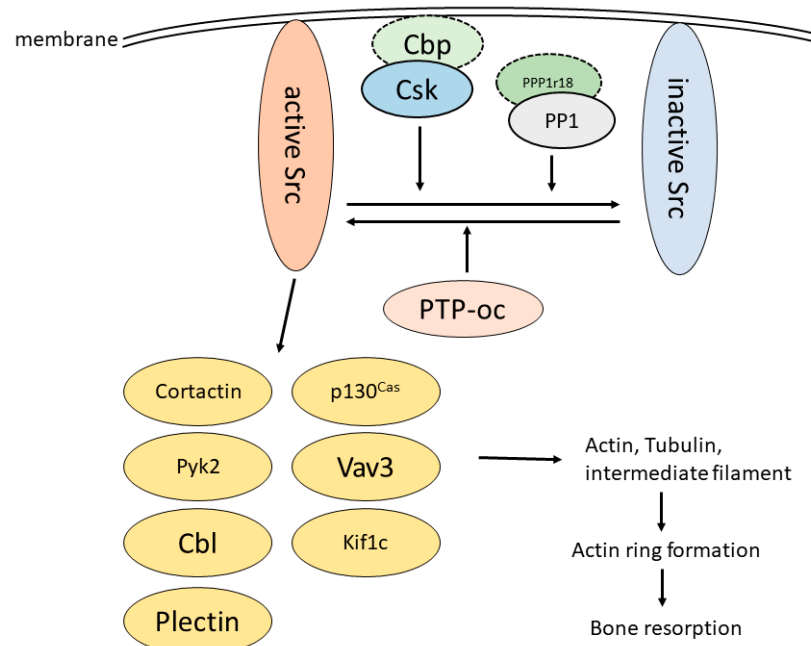 membrane
Cbp
Csk
PPP1r18
PP1
active Src
inactive Src
PTP-oc
Cortactin
p130Cas
Pyk2
Vav3
Cbl
Kif1c
Plectin
Actin, Tubulin,
intermediate filament
Actin ring formation
Bone resorption